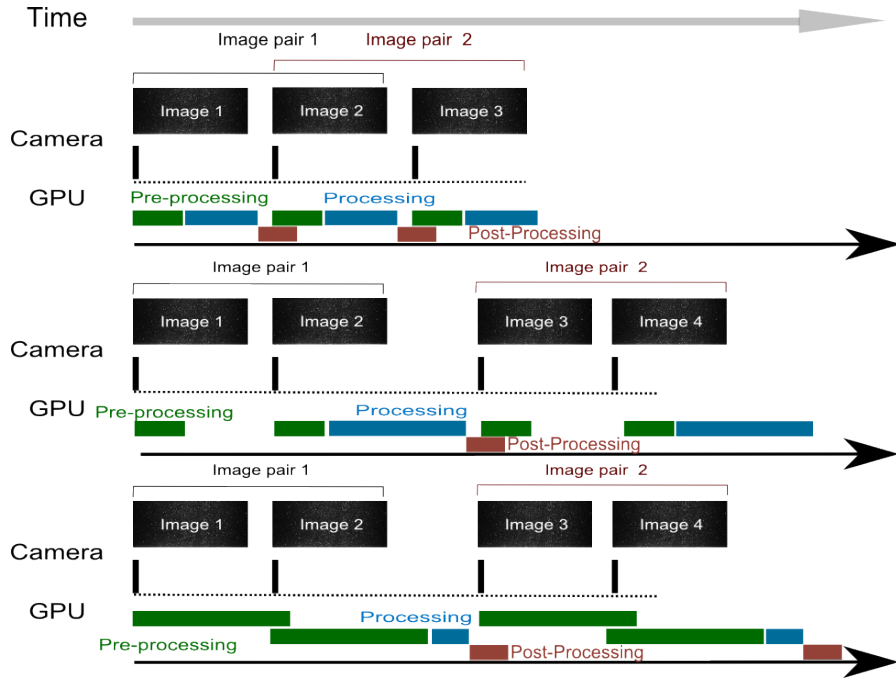 Time
Image pair 1 Image pair 2
Image 1 Image 2 Image 3
Camera
GPU
Pre-processing Processing
Post-Processing
Image pair 1 Image pair 2
Image 1 Image 2 Image 3 Image 4
Camera
GPU
Pre-processing Processing
Post-Processing
Image pair 1 Image pair 2
Image 1 Image 2 Image 3 Image 4
Camera
GPU
Processing
Pre-processing Post-Processing